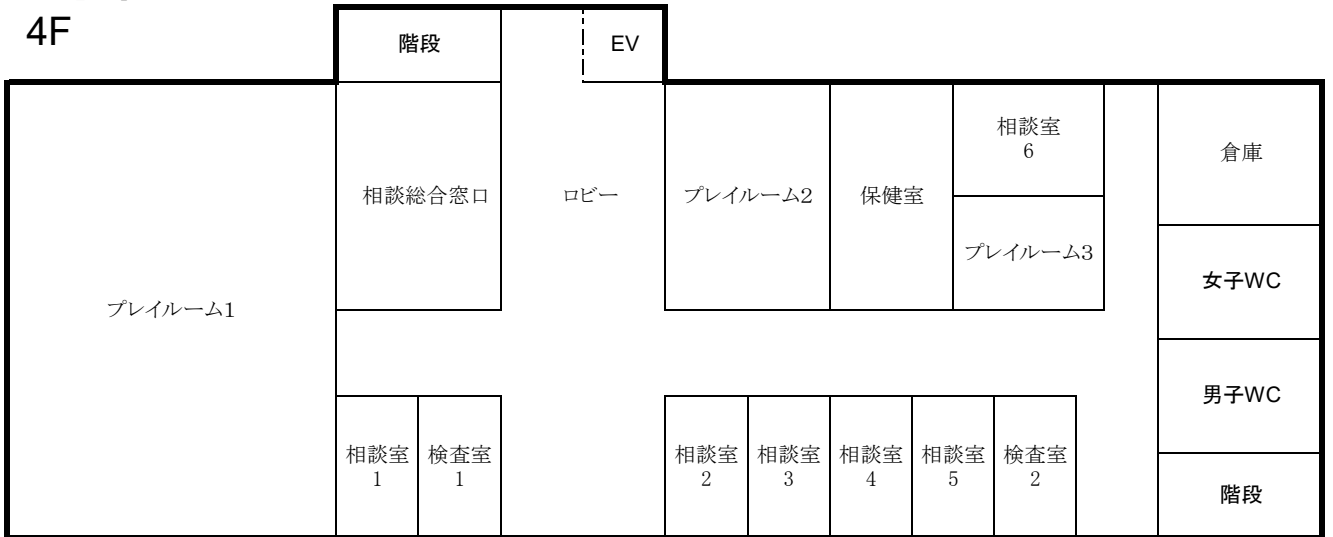 4F
階段
EV
相談総合窓口
ロビー
プレイルーム2
保健室
相談室
6
プレイルーム3
倉庫
女子WC
男子WC
階段
プレイルーム1
相談室
1
検査室
1
相談室
2
相談室
3
相談室
4
相談室
5
検査室
2